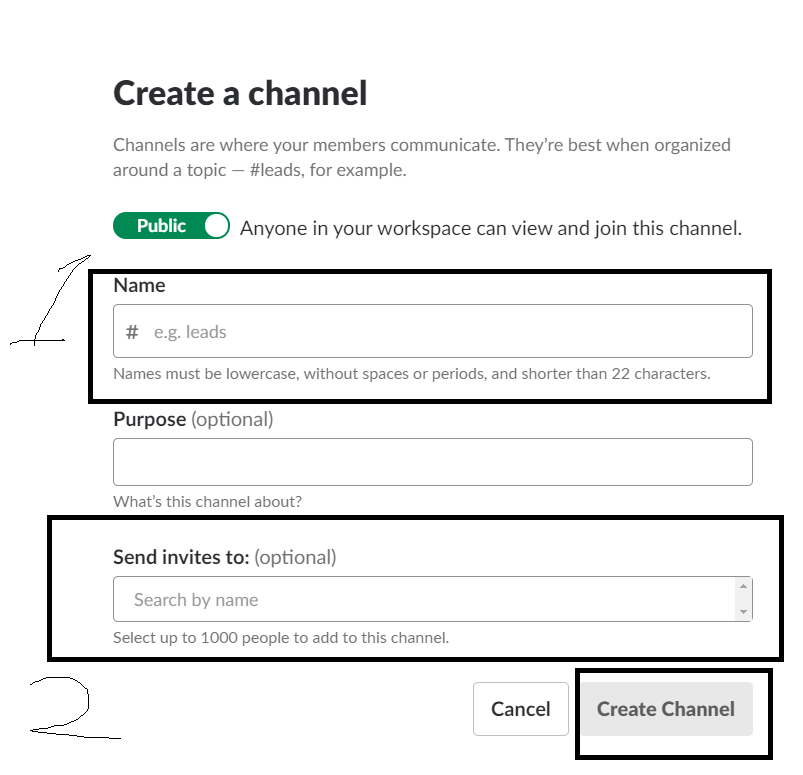 Create a channel
Channels are where your members communicate. They're best when organized
around a topic — #leads, for example.
Public Anyone in your workspace can view and join this channel.
1
Name
# e.g. leads
Names must be lowercase, without spaces or periods, and shorter than 22 characters.
Purpose (optional)
What's this channel about?
Send invites to: (optional)
Search by name
Select up to 1000 people to add to this channel.
2
Cancel Create Channel